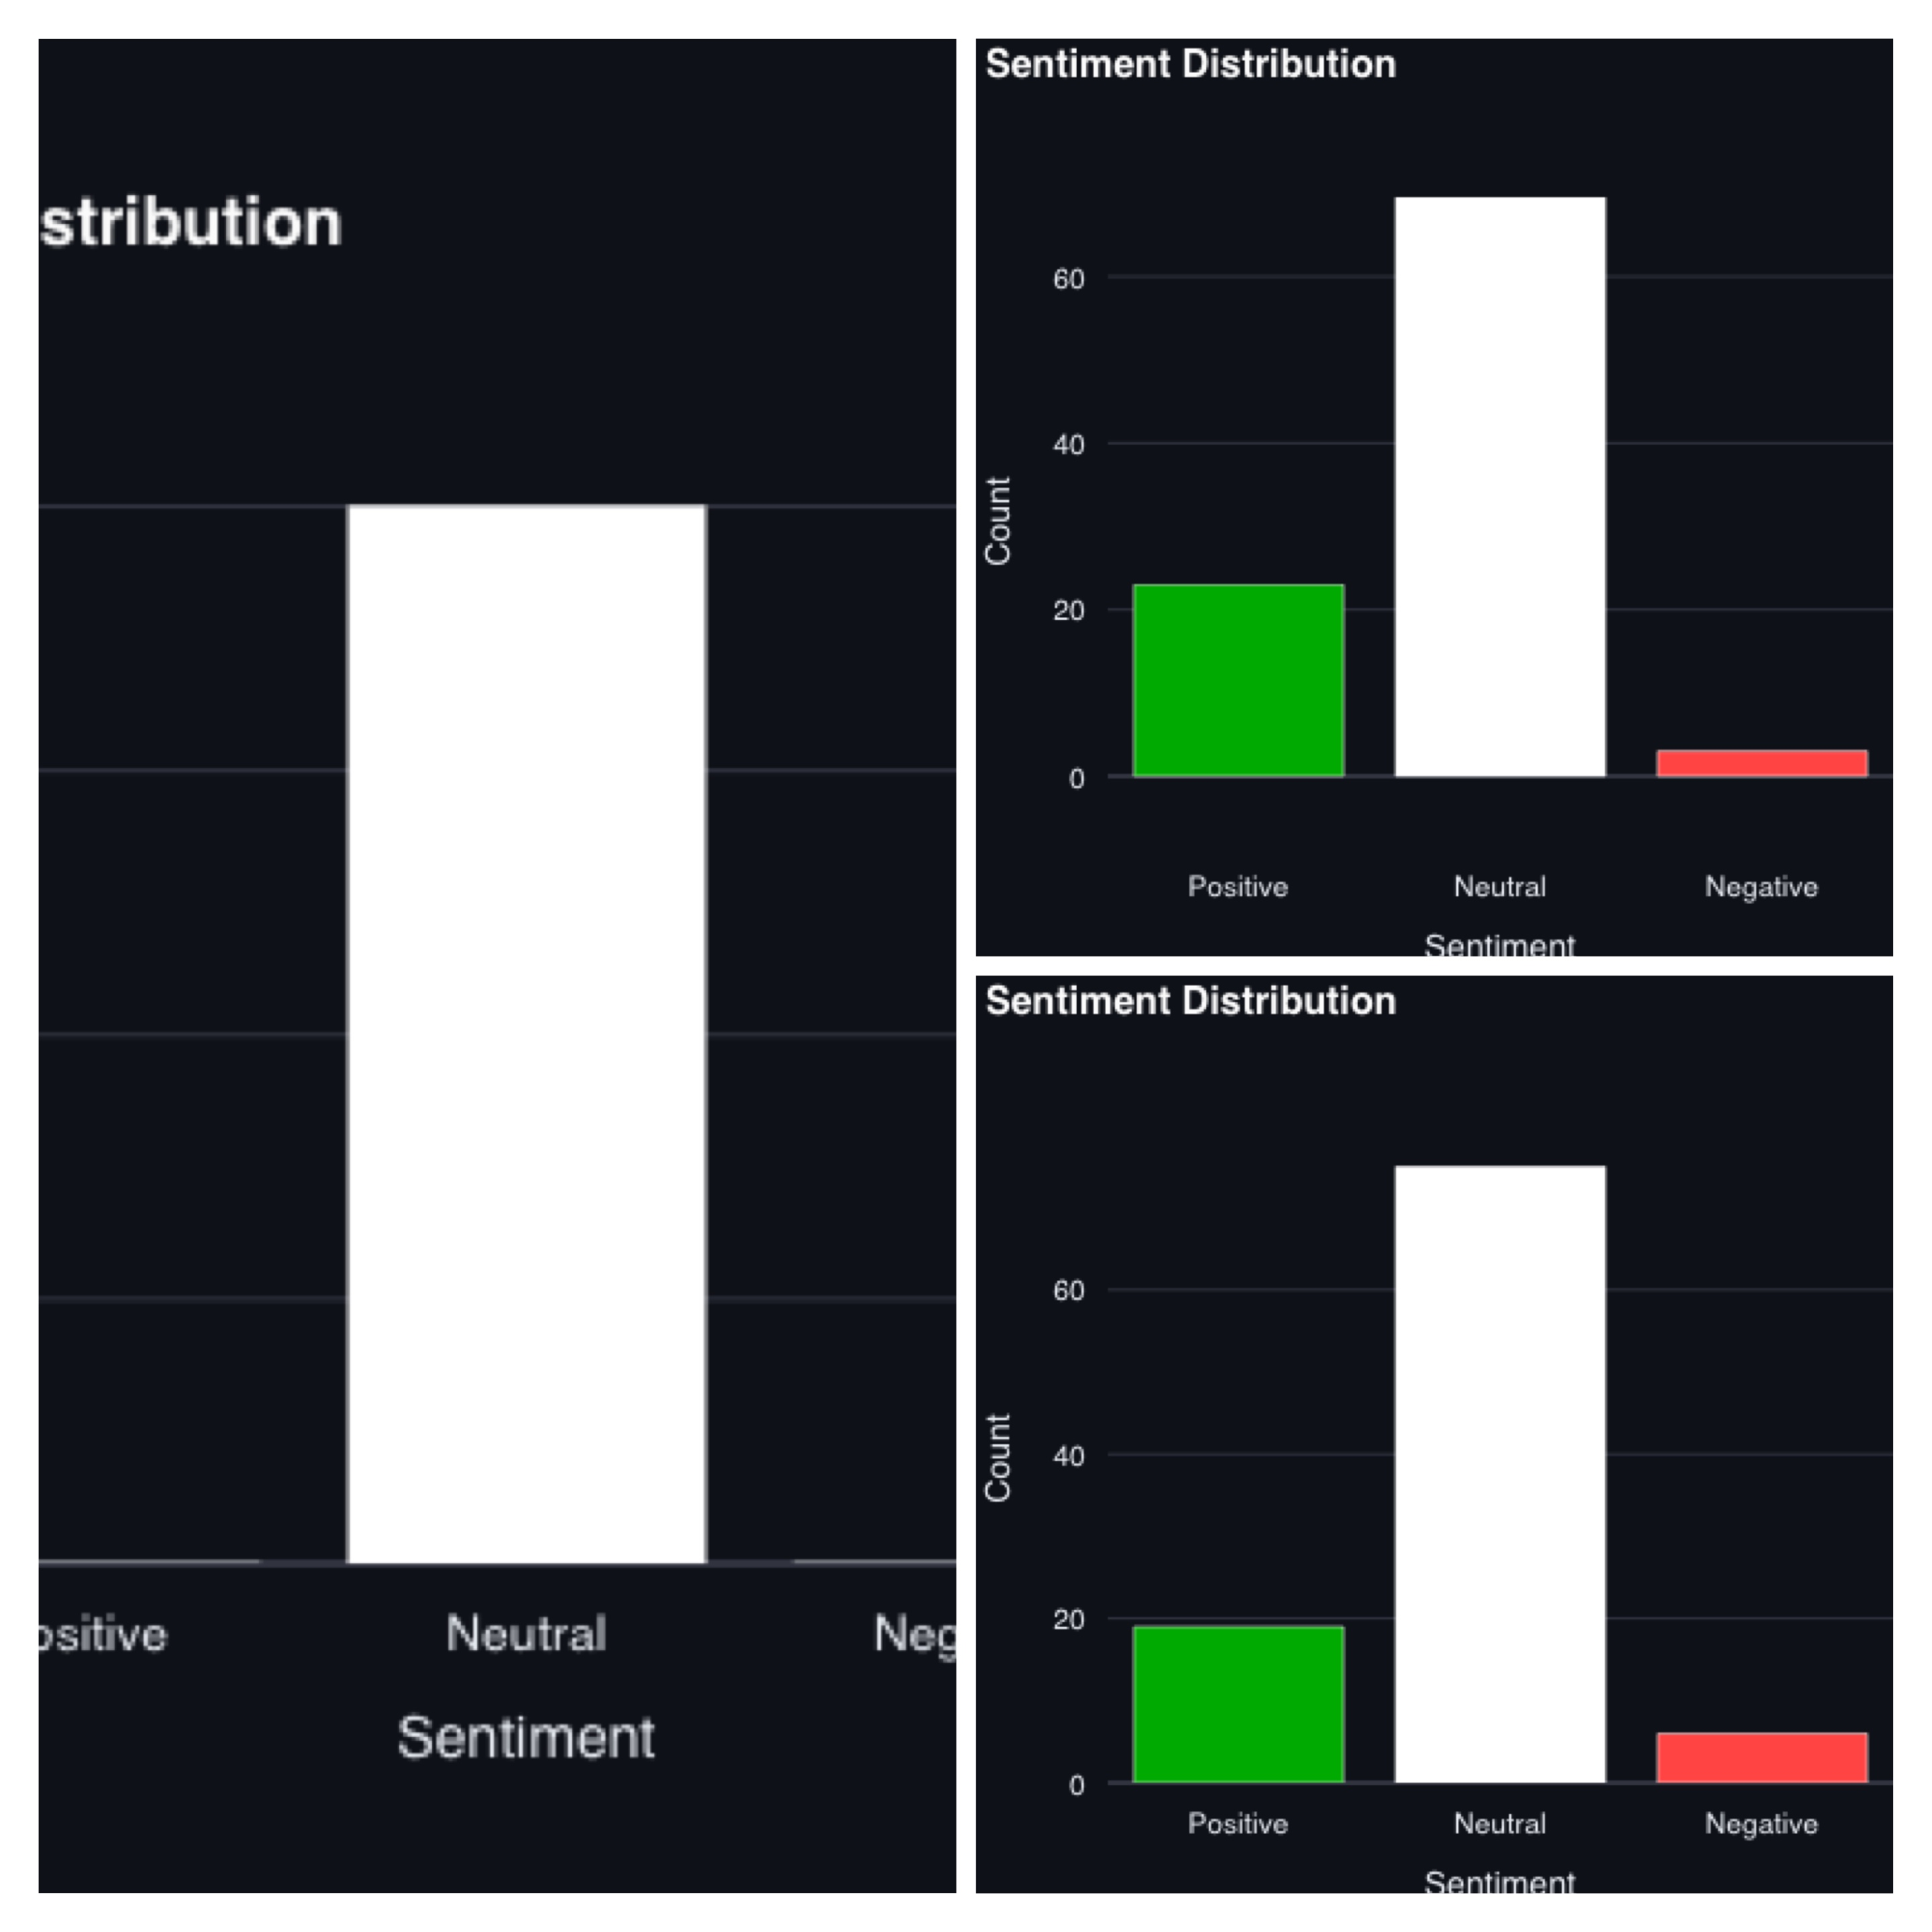 stribution
ositive Neutral Neg
Sentiment
Sentiment Distribution
60
40
20
0
Count
Positive Neutral Negative
Sentiment
Sentiment Distribution
60
40
20
0
Count
Positive Neutral Negative
Sentiment